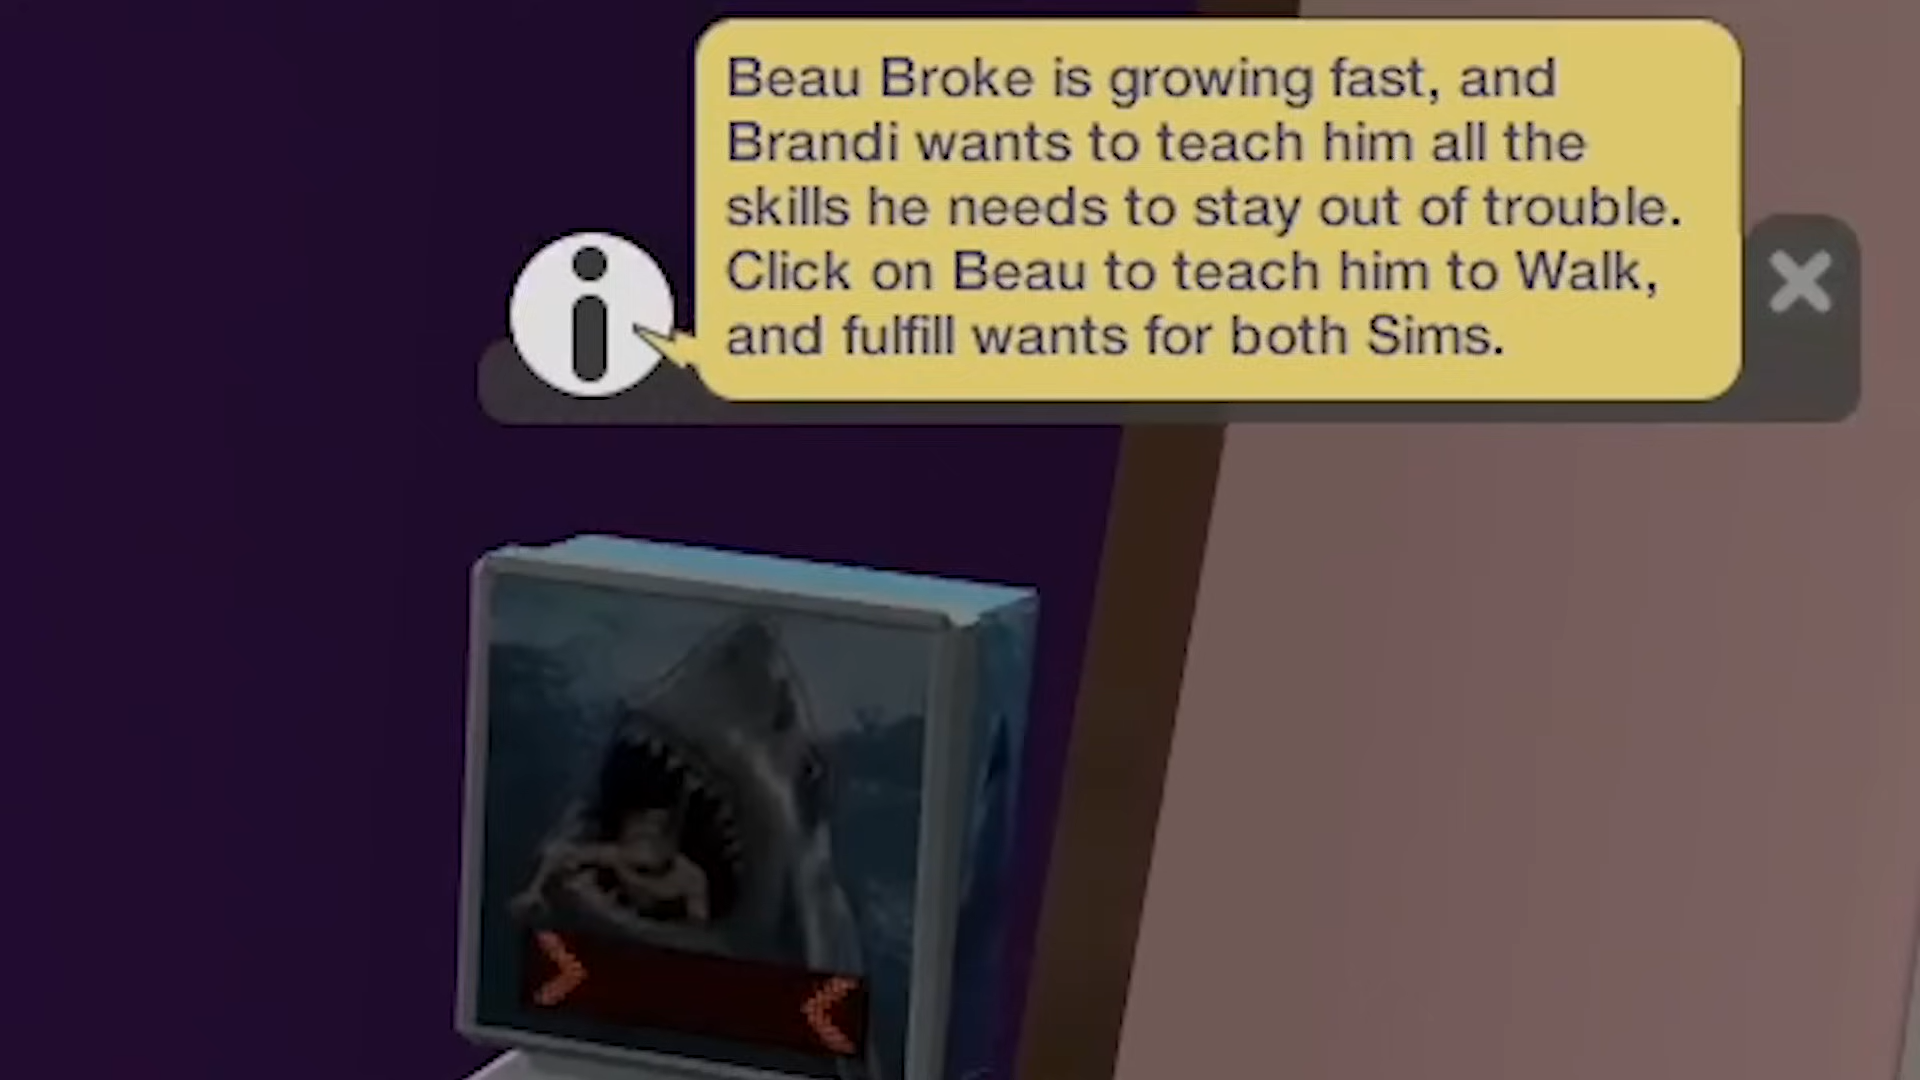 Beau Broke is growing fast, and
Brandi wants to teach him all the
skills he needs to stay out of trouble.
Click on Beau to teach him to Walk,
and fulfill wants for both Sims.